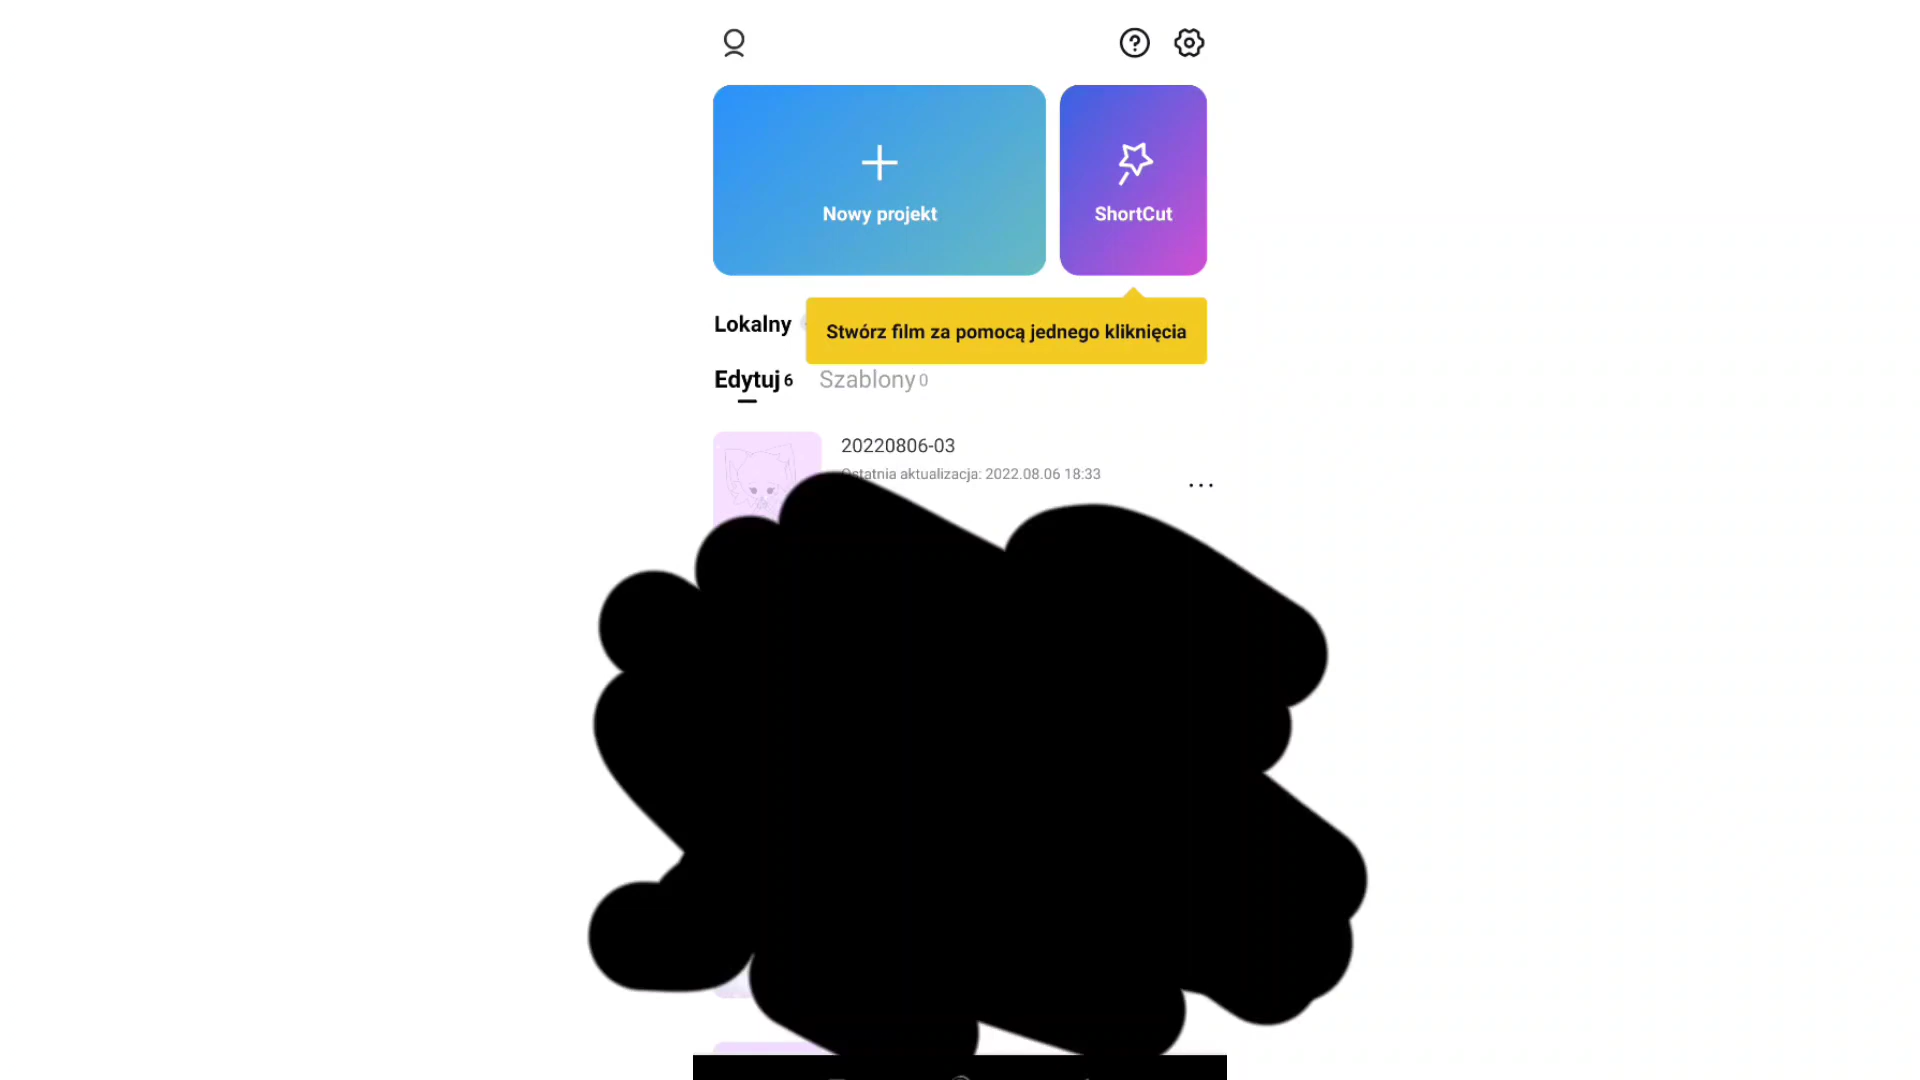 Nowy projekt
ShortCut
Lokalny
Stwórz film za pomocą jednego kliknięcia
Edytuj 6
Szablony 0
20220806-03
Ostatnia aktualizacja: 2022.08.06 18:33